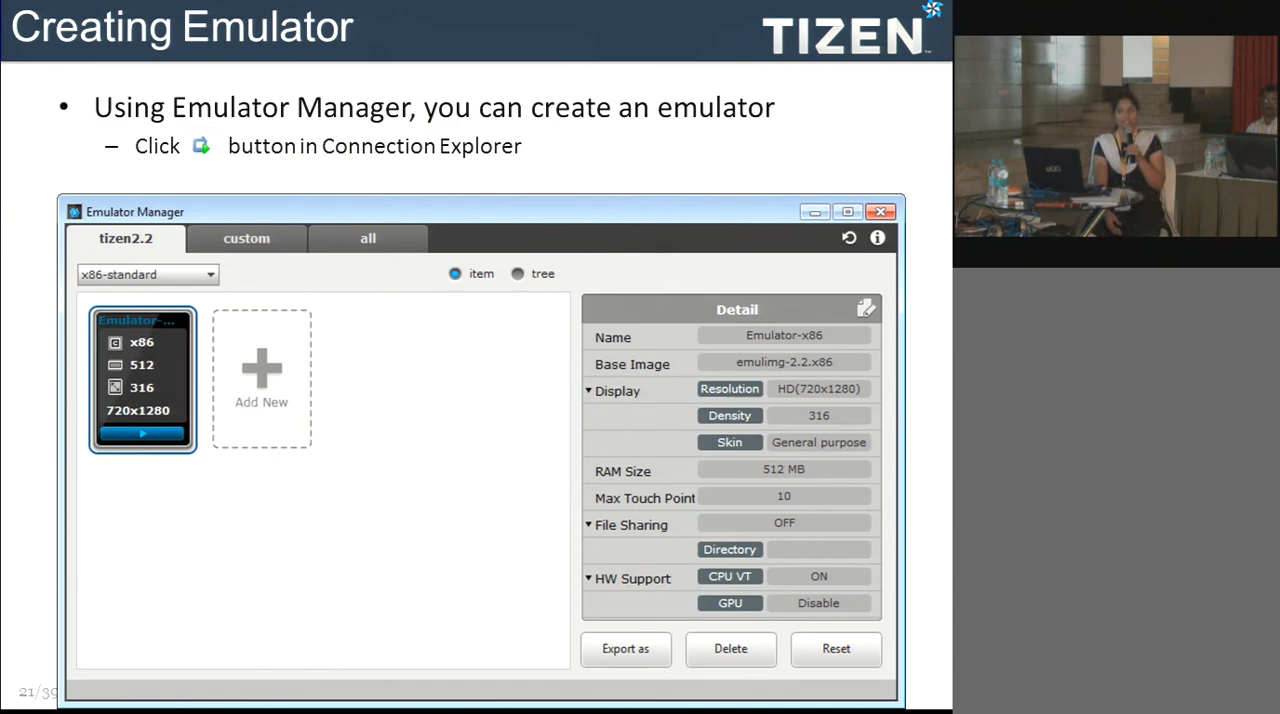 Creating Emulator
TIZEN
• Using Emulator Manager, you can create an emulator
– Click button in Connection Explorer
Emulator Manager
tizen2.2 custom all
x86-standard item tree
Emulator-...
x86
512
316
720x1280
Add New
Detail
Name Emulator-x86
Base Image emulimg-2.2.x86
Display Resolution HD(720x1280)
Density 316
Skin General purpose
RAM Size 512 MB
Max Touch Point 10
File Sharing OFF
Directory
HW Support CPU VT ON
GPU Disable
Export as Delete Reset
21/39